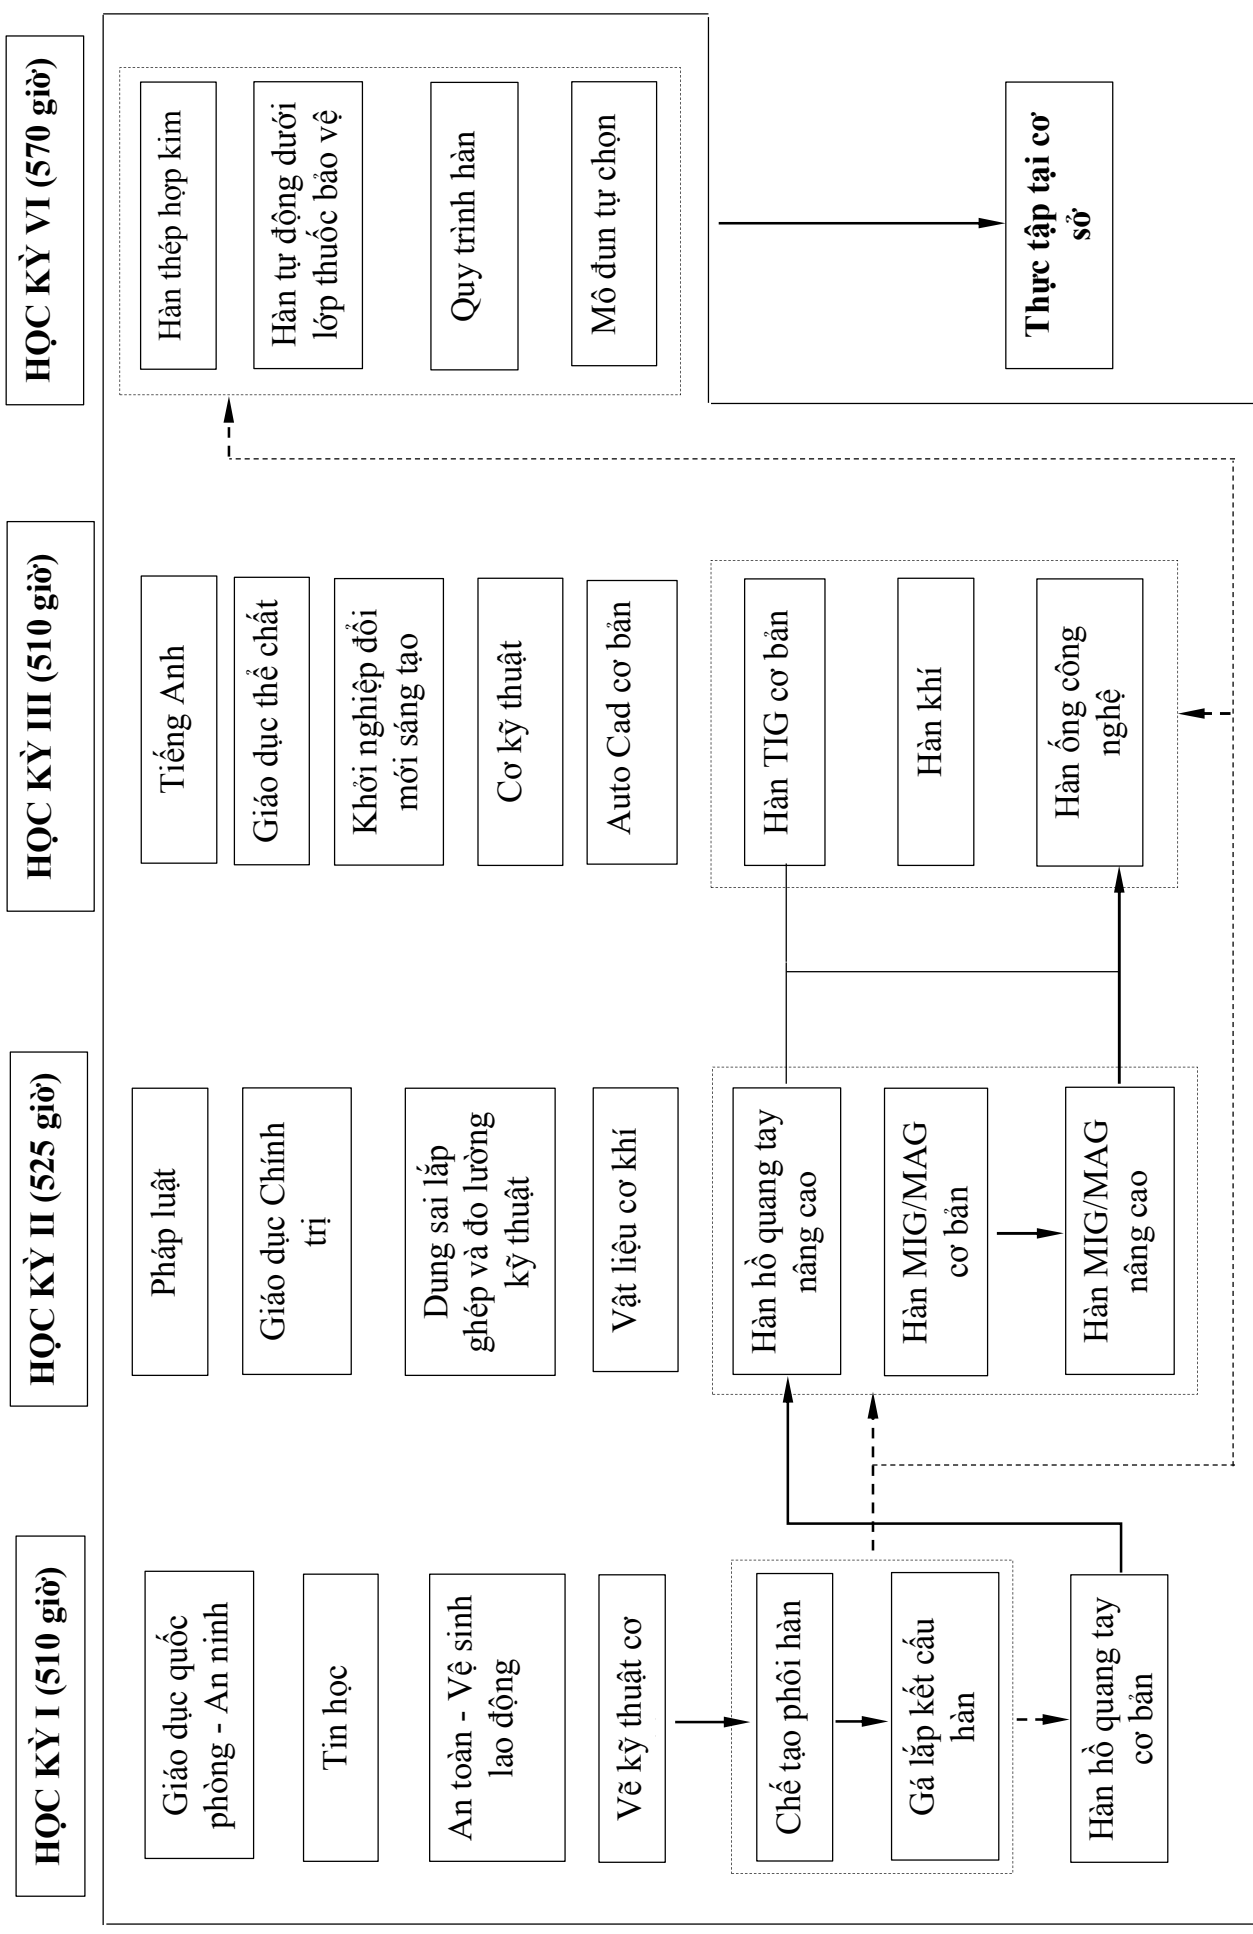 HỌC KỲ I (510 giờ)
Giáo dục quốc
phòng - An ninh
Tin học
An toàn - Vệ sinh
lao động
Vẽ kỹ thuật cơ
Chế tạo phôi hàn
Gá lắp kết cấu
hàn
Hàn hồ quang tay
cơ bản
HỌC KỲ II (525 giờ)
Pháp luật
Giáo dục Chính
trị
Dung sai lắp
ghép và đo lường
kỹ thuật
Vật liệu cơ khí
Hàn hồ quang tay
nâng cao
Hàn MIG/MAG
cơ bản
Hàn MIG/MAG
nâng cao
HỌC KỲ III (510 giờ)
Tiếng Anh
Giáo dục thể chất
Khởi nghiệp đổi
mới sáng tạo
Cơ kỹ thuật
Auto Cad cơ bản
Hàn TIG cơ bản
Hàn khí
Hàn ống công
nghệ
HỌC KỲ VI (570 giờ)
Hàn thép hợp kim
Hàn tự động dưới
lớp thuốc bảo vệ
Quy trình hàn
Mô đun tự chọn
Thực tập tại cơ
sở